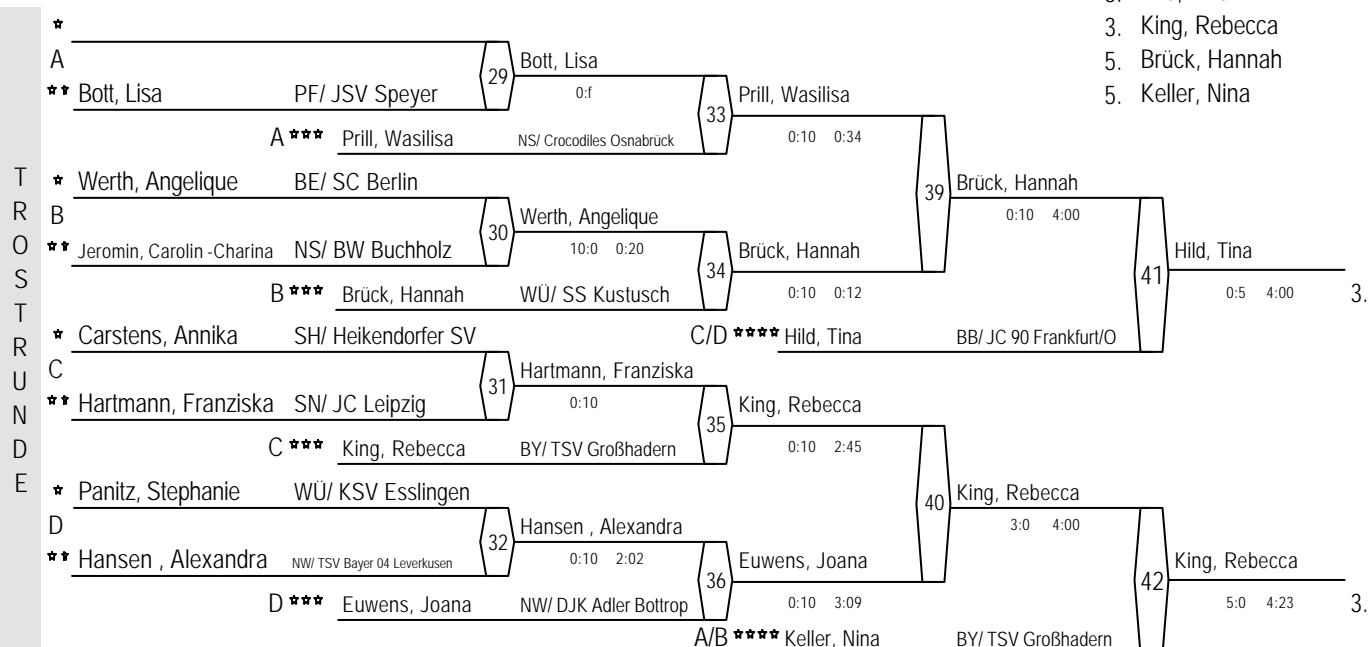 3. King, Rebecca
5. Brück, Hannah
5. Keller, Nina
TROSTRUNDE
A
Bott, Lisa PF/ JSV Speyer
29
Bott, Lisa
0:f
A Prill, Wasilisa NS/ Crocodiles Osnabrück
33
Prill, Wasilisa
0:10 0:34
Werth, Angelique BE/ SC Berlin
B
Jeromin, Carolin -Charina NS/ BW Buchholz
30
Werth, Angelique
10:0 0:20
B Brück, Hannah WÜ/ SS Kustusch
34
Brück, Hannah
0:10 0:12
39
Brück, Hannah
0:10 4:00
C/D Hild, Tina BB/ JC 90 Frankfurt/O
41
Hild, Tina
0:5 4:00 3.
Carstens, Annika SH/ Heikendorfer SV
C
Hartmann, Franziska SN/ JC Leipzig
31
Hartmann, Franziska
0:10
C King, Rebecca BY/ TSV Großhadern
35
King, Rebecca
0:10 2:45
Panitz, Stephanie WÜ/ KSV Esslingen
D
Hansen , Alexandra NW/ TSV Bayer 04 Leverkusen
32
Hansen , Alexandra
0:10 2:02
D Euwens, Joana NW/ DJK Adler Bottrop
36
Euwens, Joana
0:10 3:09
40
King, Rebecca
3:0 4:00
A/B Keller, Nina BY/ TSV Großhadern
42
King, Rebecca
5:0 4:23 3.